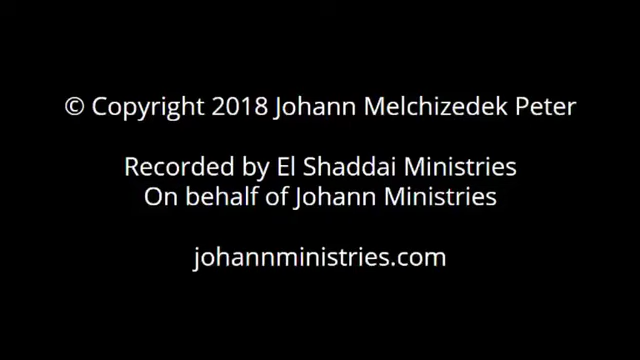 © Copyright 2018 Johann Melchizedek Peter
Recorded by El Shaddai Ministries
On behalf of Johann Ministries
johannministries.com